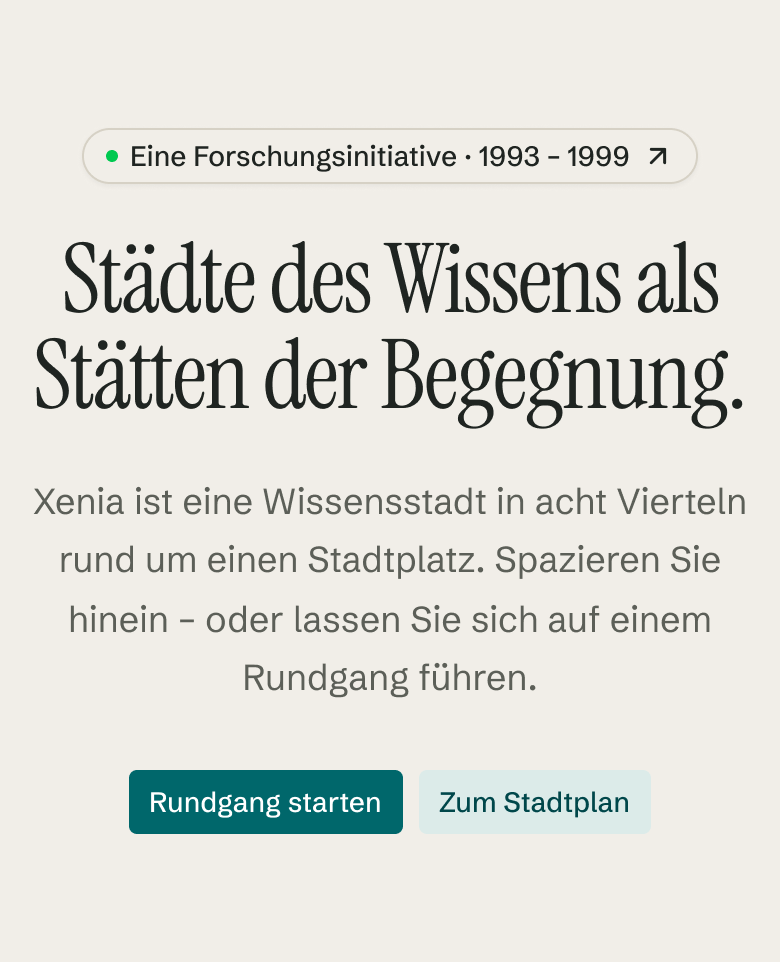 Eine Forschungsinitiative · 1993 – 1999
Städte des Wissens als
Stätten der Begegnung.
Xenia ist eine Wissensstadt in acht Vierteln
rund um einen Stadtplatz. Spazieren Sie
hinein – oder lassen Sie sich auf einem
Rundgang führen.
Rundgang starten
Zum Stadtplan